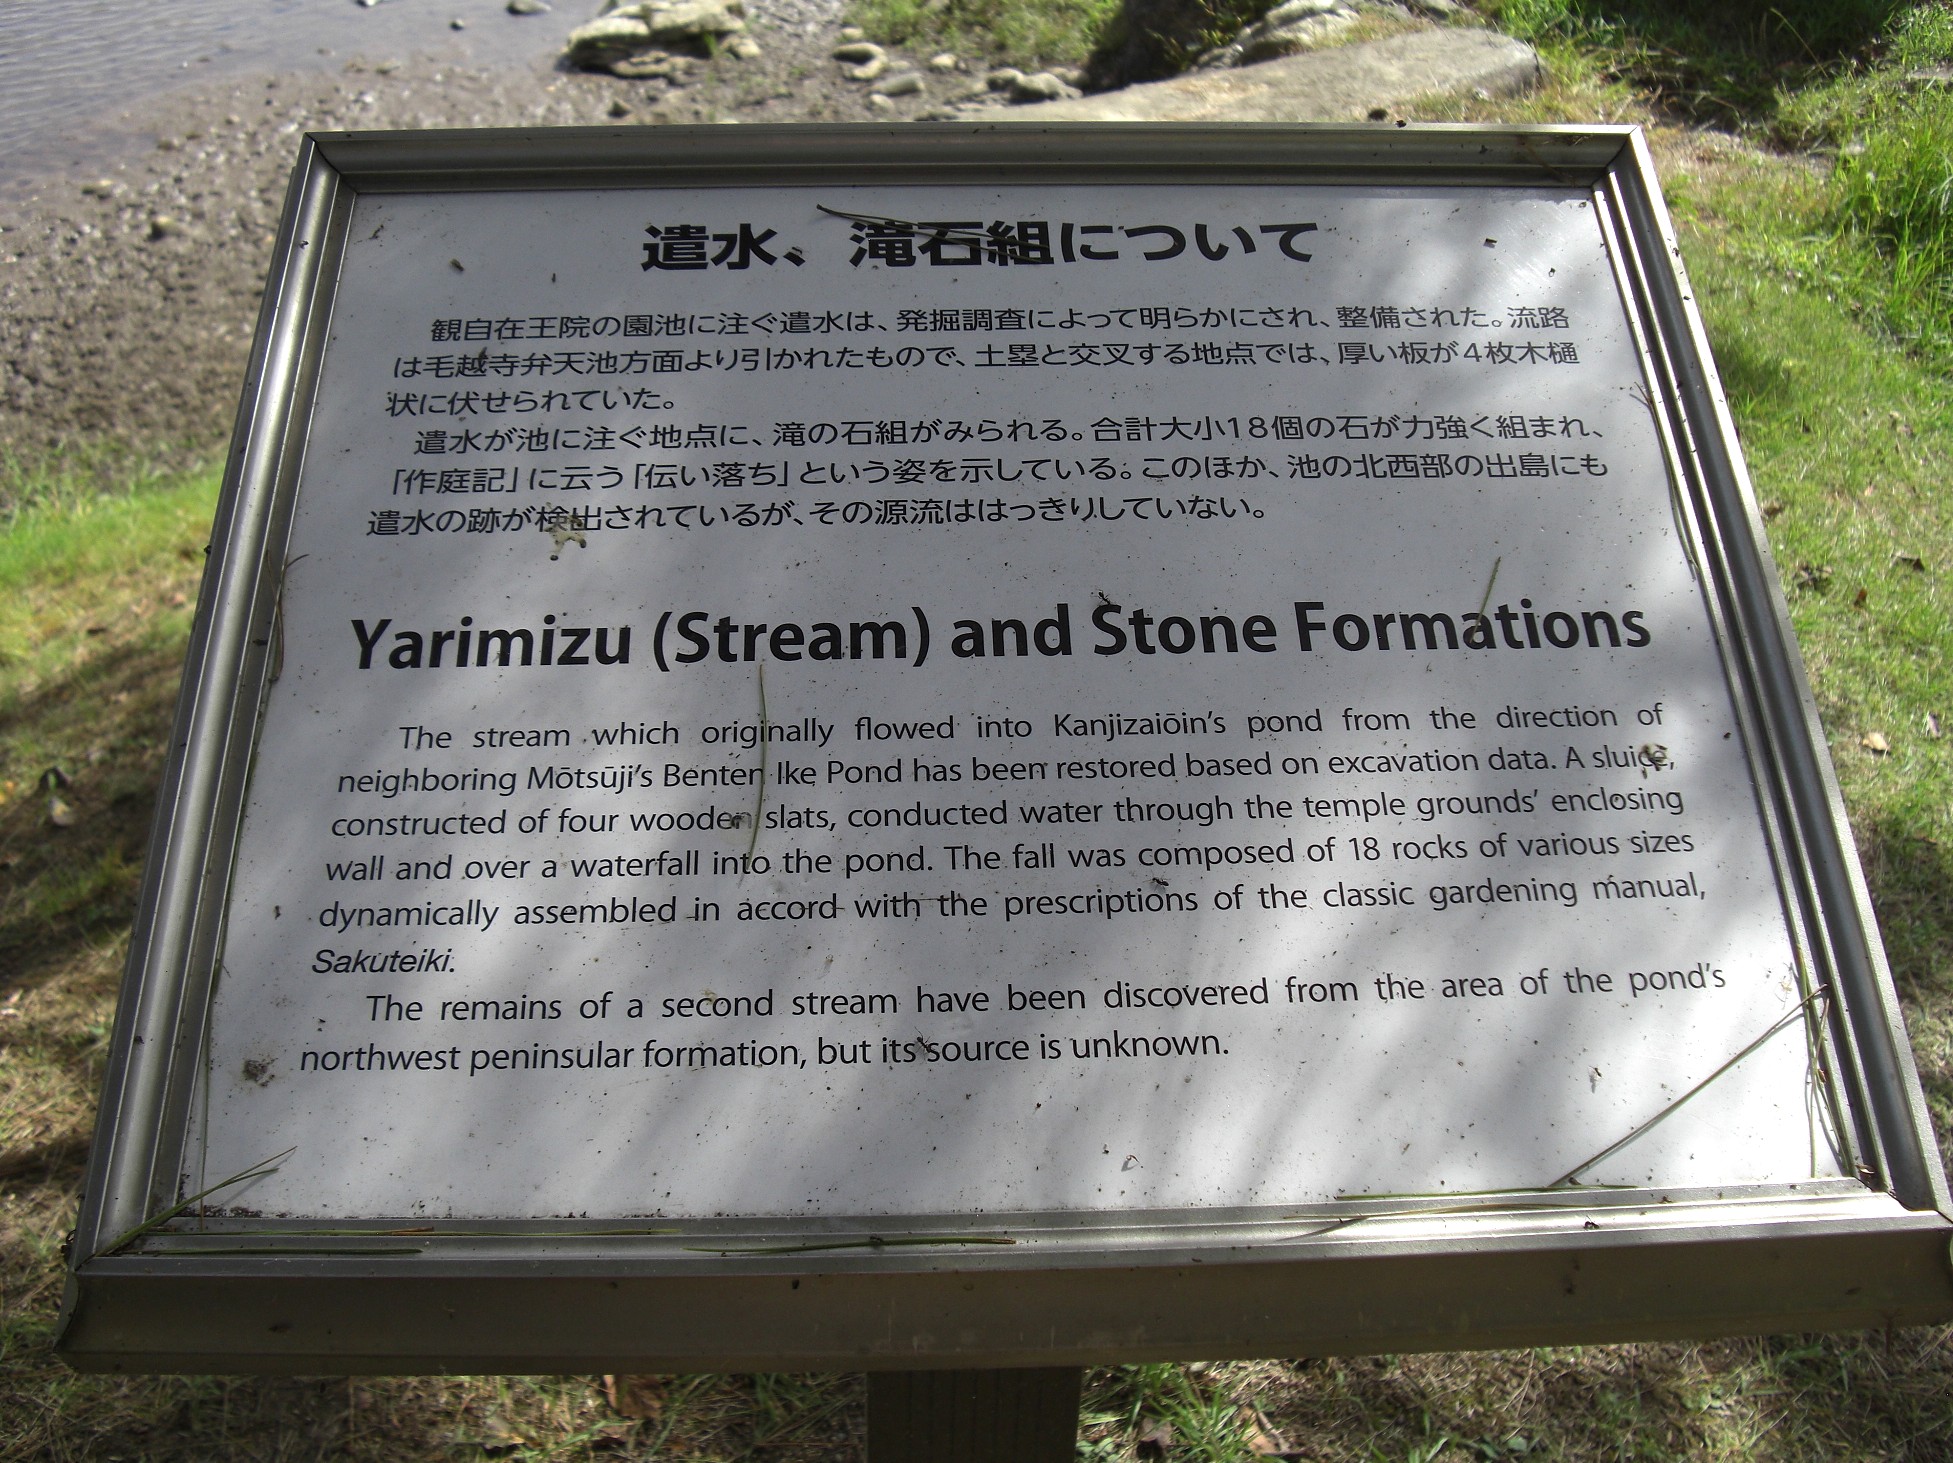 遣水、滝石組について
観自在王院の園池に注ぐ遣水は、発掘調査によって明らかにされ、整備された。流路
は毛越寺弁天池方面より引かれたもので、土塁と交叉する地点では、厚い板が4枚木樋
状に伏せられていた。
遣水が池に注ぐ地点に、滝の石組がみられる。合計大小18個の石が力強く組まれ、
「作庭記」に云う「伝い落ち」という姿を示している。このほか、池の北西部の出島にも
遣水の跡が検出されているが、その源流ははっきりしていない。
Yarimizu (Stream) and Stone Formations
The stream which originally flowed into Kanjizaiōin's pond from the direction of
neighboring Mōtsūji's Benten Ike Pond has been restored based on excavation data. A sluice,
constructed of four wooden slats, conducted water through the temple grounds' enclosing
wall and over a waterfall into the pond. The fall was composed of 18 rocks of various sizes
dynamically assembled in accord with the prescriptions of the classic gardening manual,
Sakuteiki.
The remains of a second stream have been discovered from the area of the pond's
northwest peninsular formation, but its source is unknown.